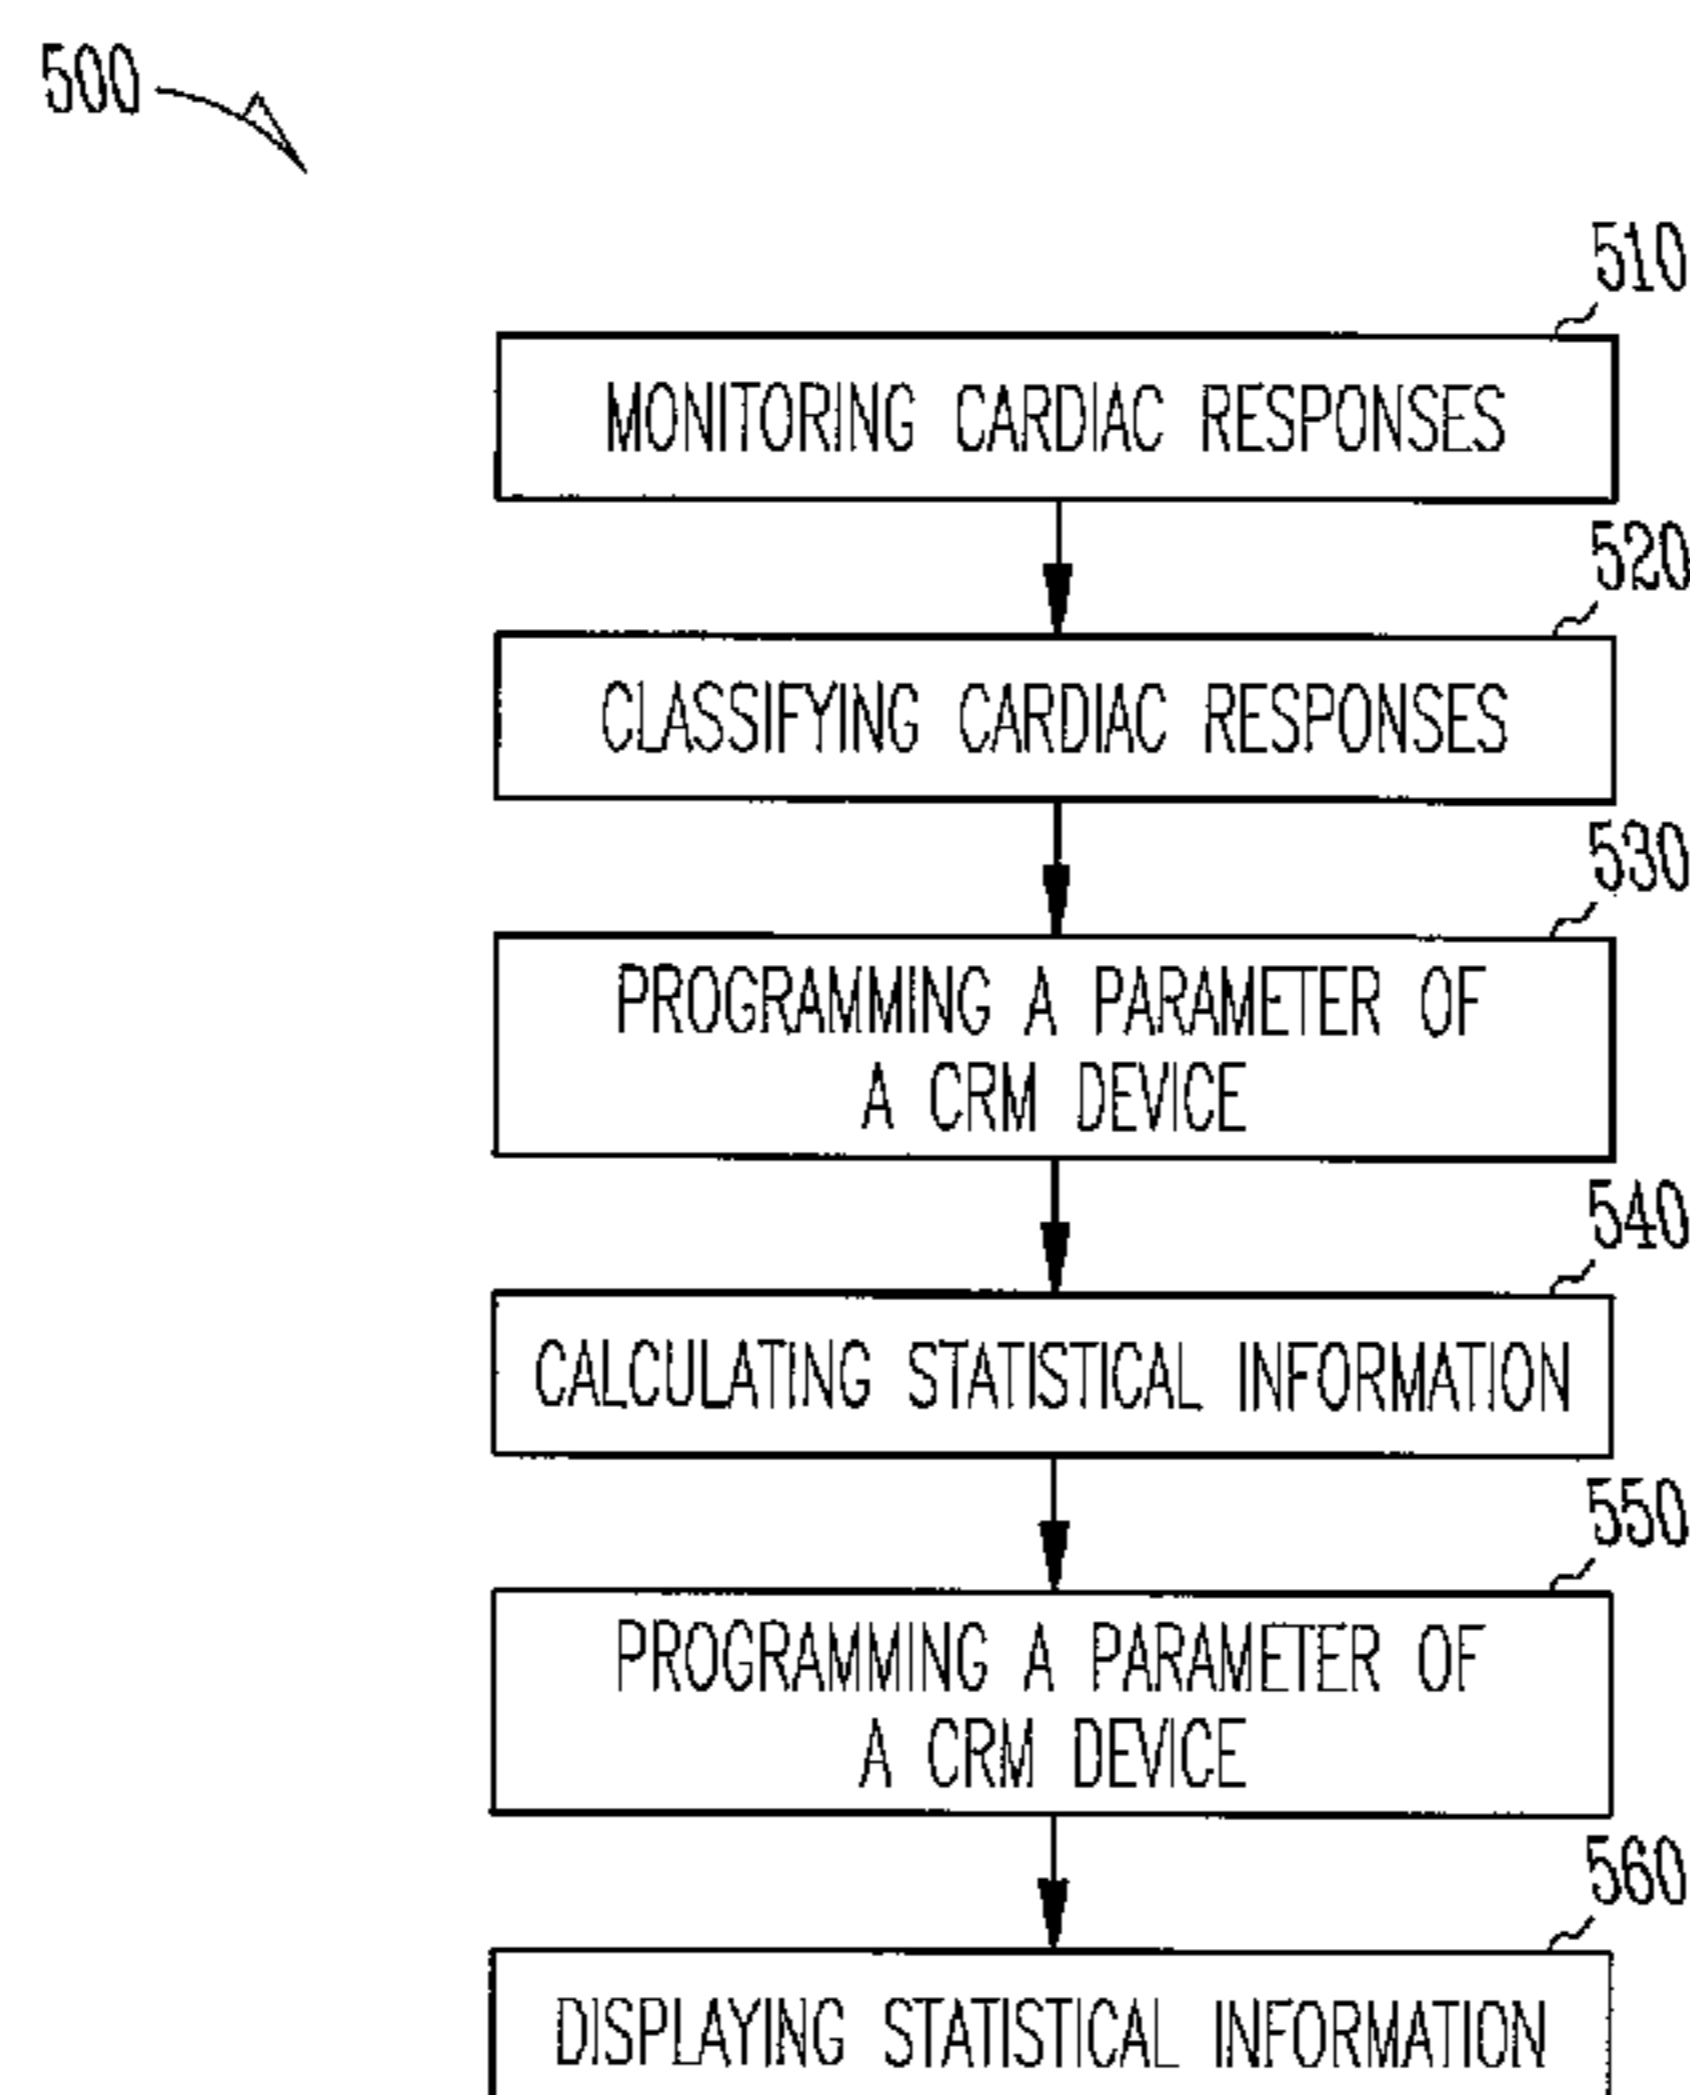 500
510
MONITORING CARDIAC RESPONSES
520
CLASSIFYING CARDIAC RESPONSES
530
PROGRAMMING A PARAMETER OF
A CRM DEVICE
540
CALCULATING STATISTICAL INFORMATION
550
PROGRAMMING A PARAMETER OF
A CRM DEVICE
560
DISPLAYING STATISTICAL INFORMATION